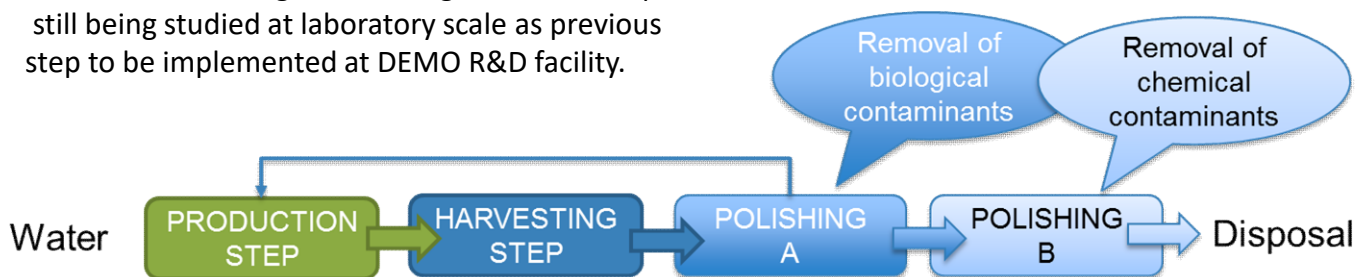 still being studied at laboratory scale as previous
step to be implemented at DEMO R&D facility.
Removal of
biological
contaminants
Removal of
chemical
contaminants
Water
PRODUCTION
STEP
HARVESTING
STEP
POLISHING
A
POLISHING
B
Disposal